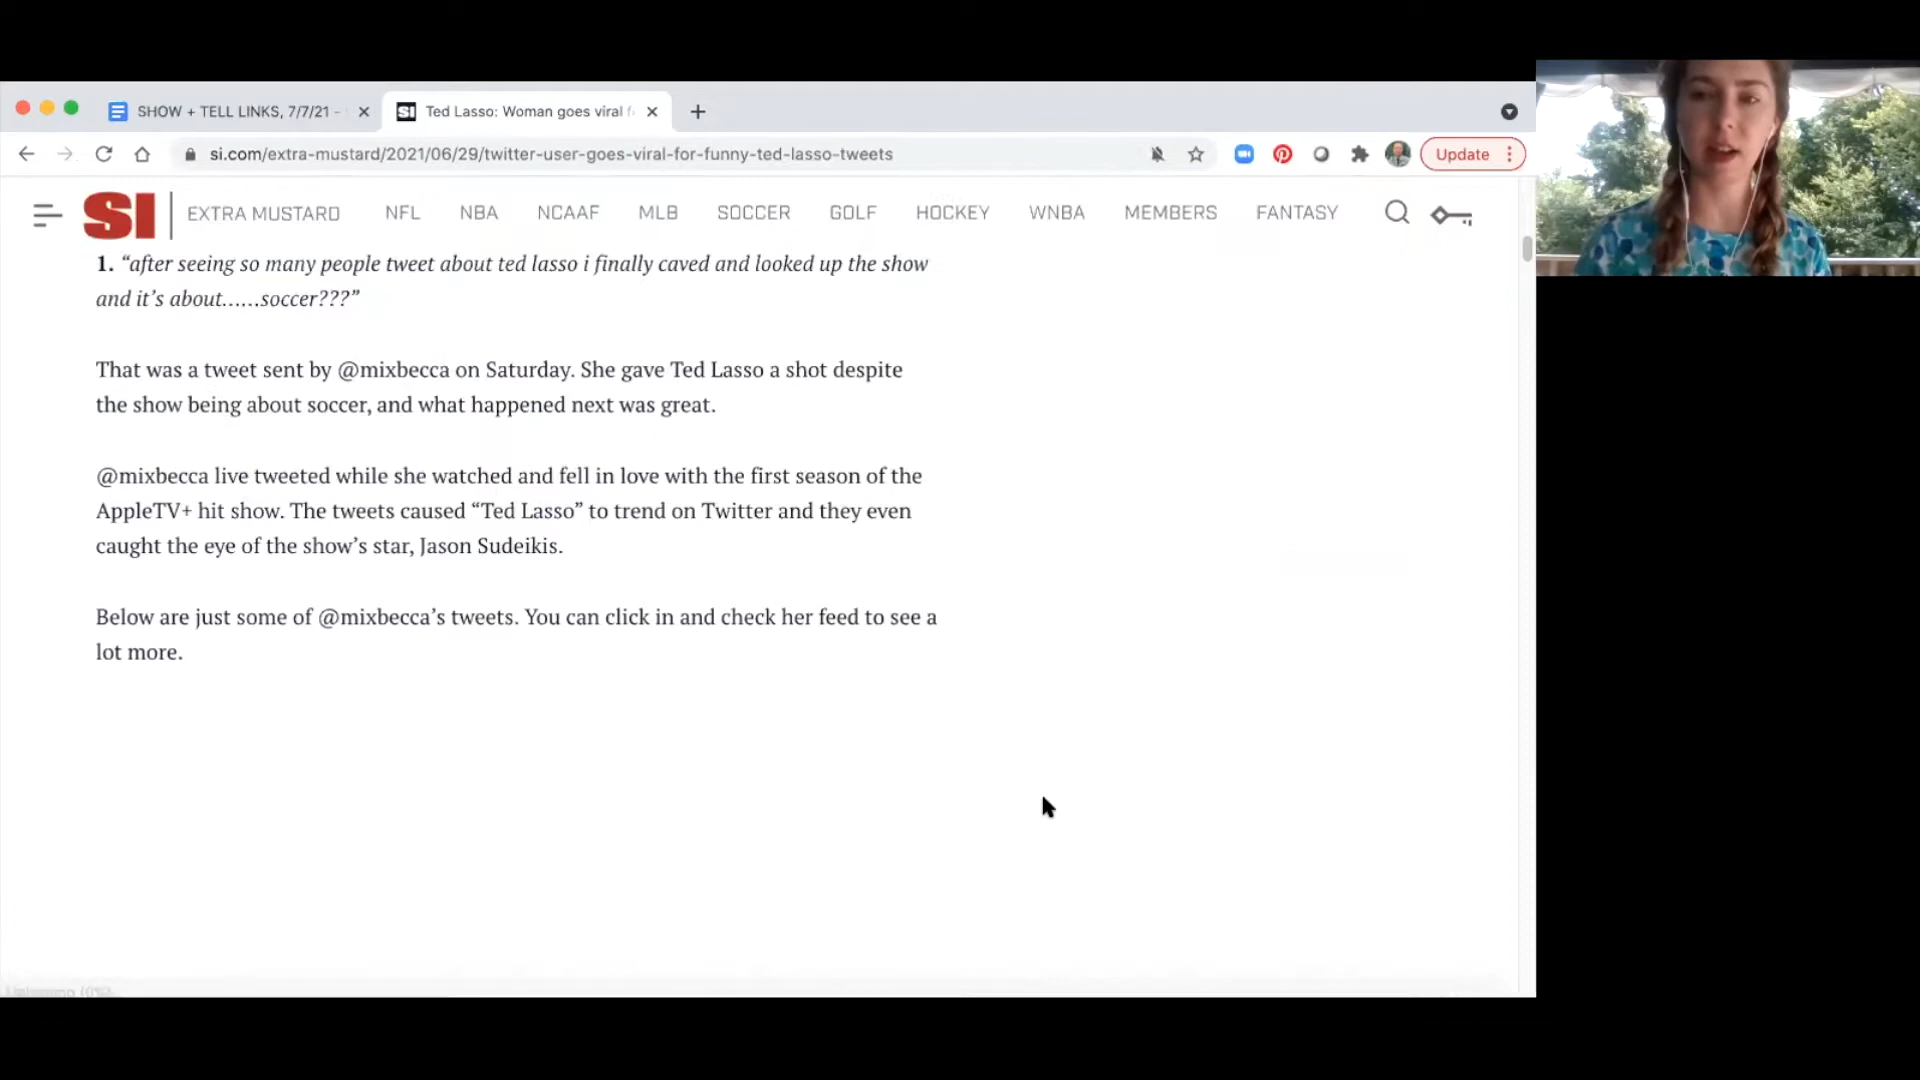 SHOW + TELL LINKS, 7/7/21 -
Ted Lasso: Woman goes viral f
si.com/extra-mustard/2021/06/29/twitter-user-goes-viral-for-funny-ted-lasso-tweets
Update
SI
EXTRA MUSTARD NFL NBA NCAAF MLB SOCCER GOLF HOCKEY WNBA MEMBERS FANTASY
1. “after seeing so many people tweet about ted lasso i finally caved and looked up the show
and it’s about……soccer???”
That was a tweet sent by @mixbecca on Saturday. She gave Ted Lasso a shot despite
the show being about soccer, and what happened next was great.
@mixbecca live tweeted while she watched and fell in love with the first season of the
AppleTV+ hit show. The tweets caused “Ted Lasso” to trend on Twitter and they even
caught the eye of the show’s star, Jason Sudeikis.
Below are just some of @mixbecca’s tweets. You can click in and check her feed to see a
lot more.